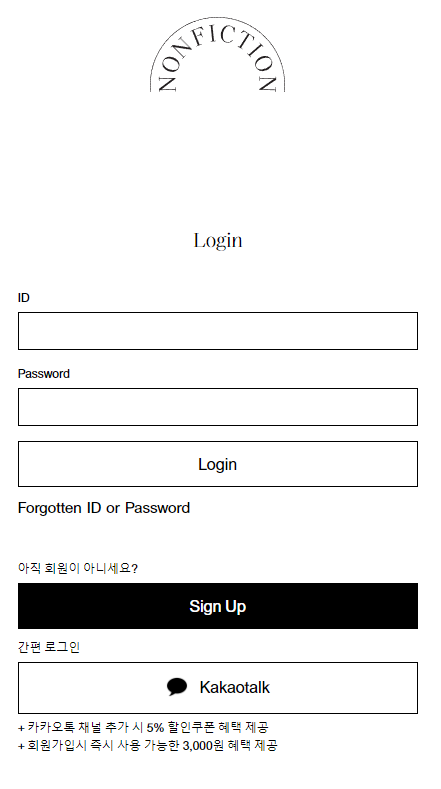 NONFICTION
Login
ID
Password
Login
Forgotten ID or Password
아직 회원이 아니세요?
Sign Up
간편 로그인
Kakaotalk
+ 카카오톡 채널 추가 시 5% 할인쿠폰 혜택 제공
+ 회원가입시 즉시 사용 가능한 3,000원 혜택 제공